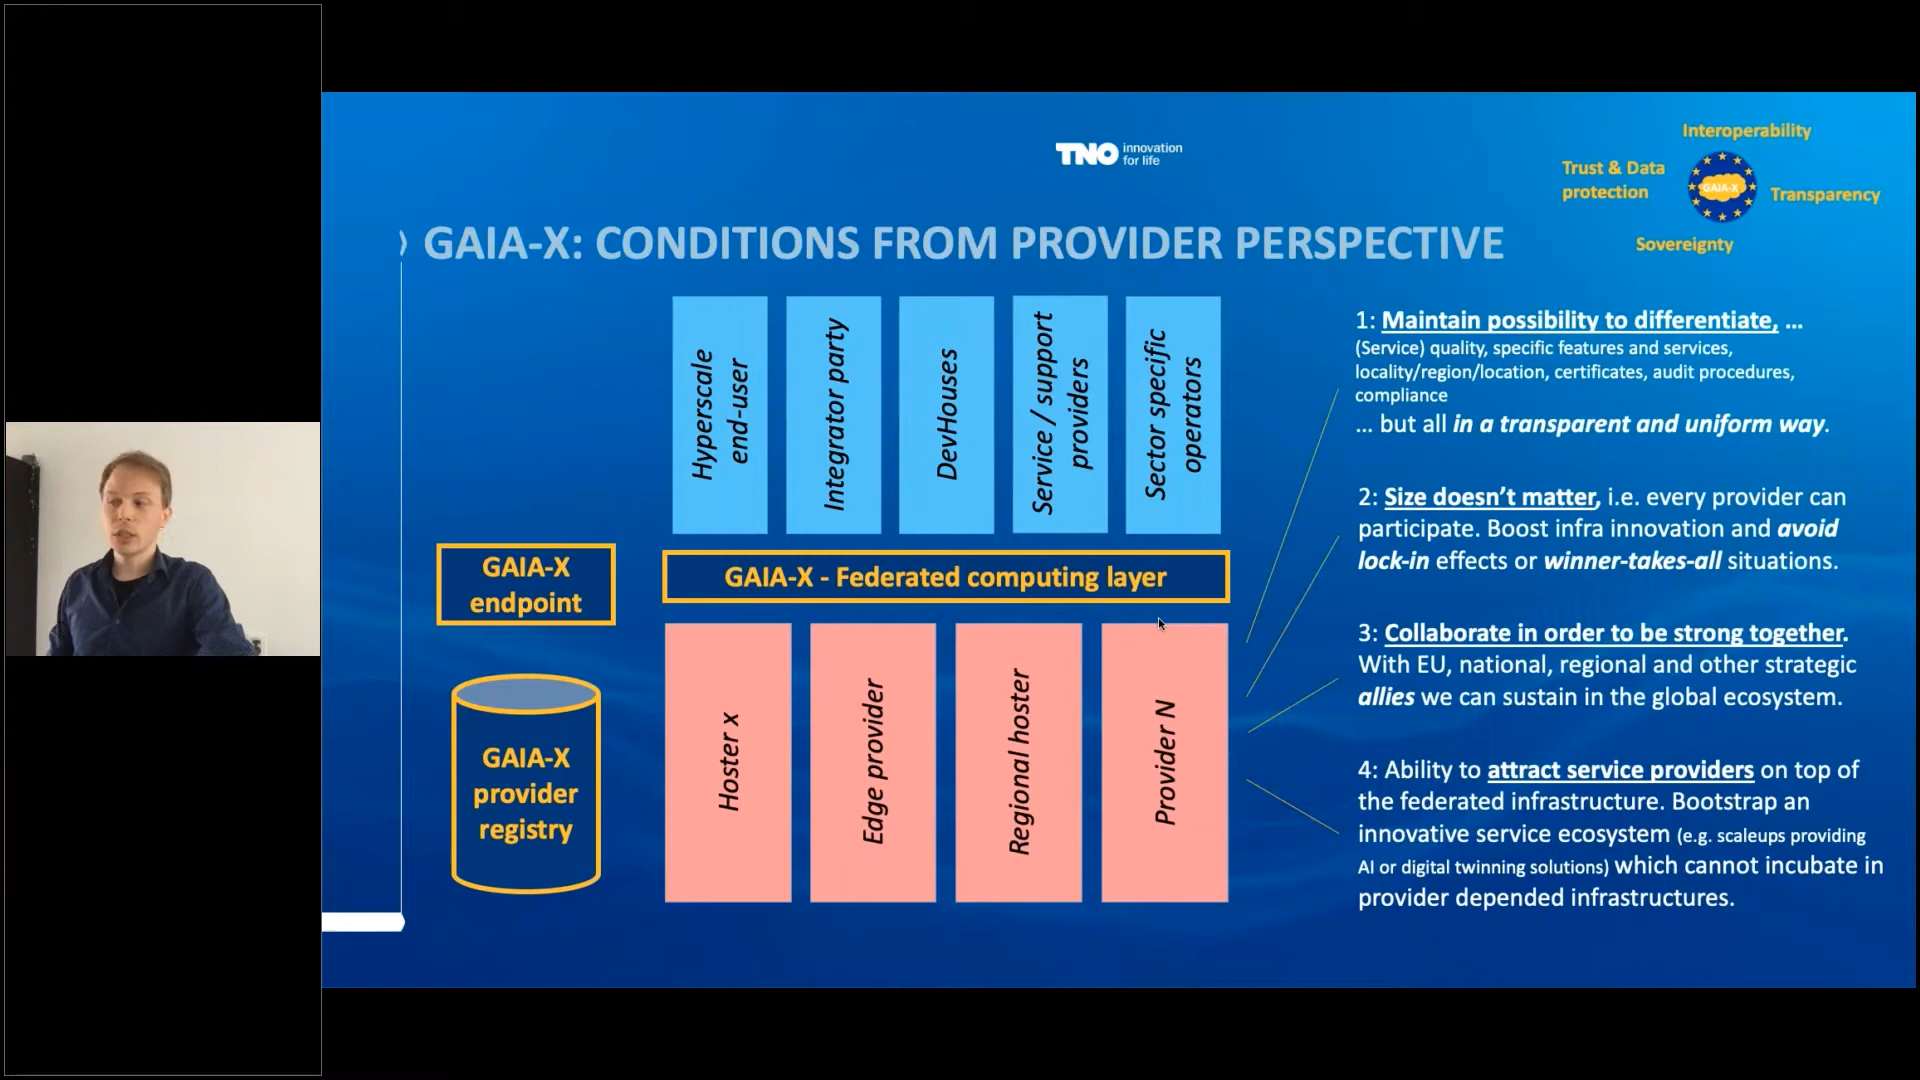 TNO innovation
for life
Interoperability
Trust & Data
protection
GAIA-X
Transparency
Sovereignty
GAIA-X: CONDITIONS FROM PROVIDER PERSPECTIVE
Hyperscale
end-user
Integrator party
DevHouses
Service / support
providers
Sector specific
operators
GAIA-X
endpoint
GAIA-X - Federated computing layer
GAIA-X
provider
registry
Hoster x
Edge provider
Regional hoster
Provider N
1: Maintain possibility to differentiate, ...
(Service) quality, specific features and services,
locality/region/location, certificates, audit procedures,
compliance
... but all in a transparent and uniform way.
2: Size doesn't matter, i.e. every provider can
participate. Boost infra innovation and avoid
lock-in effects or winner-takes-all situations.
3: Collaborate in order to be strong together.
With EU, national, regional and other strategic
allies we can sustain in the global ecosystem.
4: Ability to attract service providers on top of
the federated infrastructure. Bootstrap an
innovative service ecosystem (e.g. scaleups providing
AI or digital twinning solutions) which cannot incubate in
provider depended infrastructures.